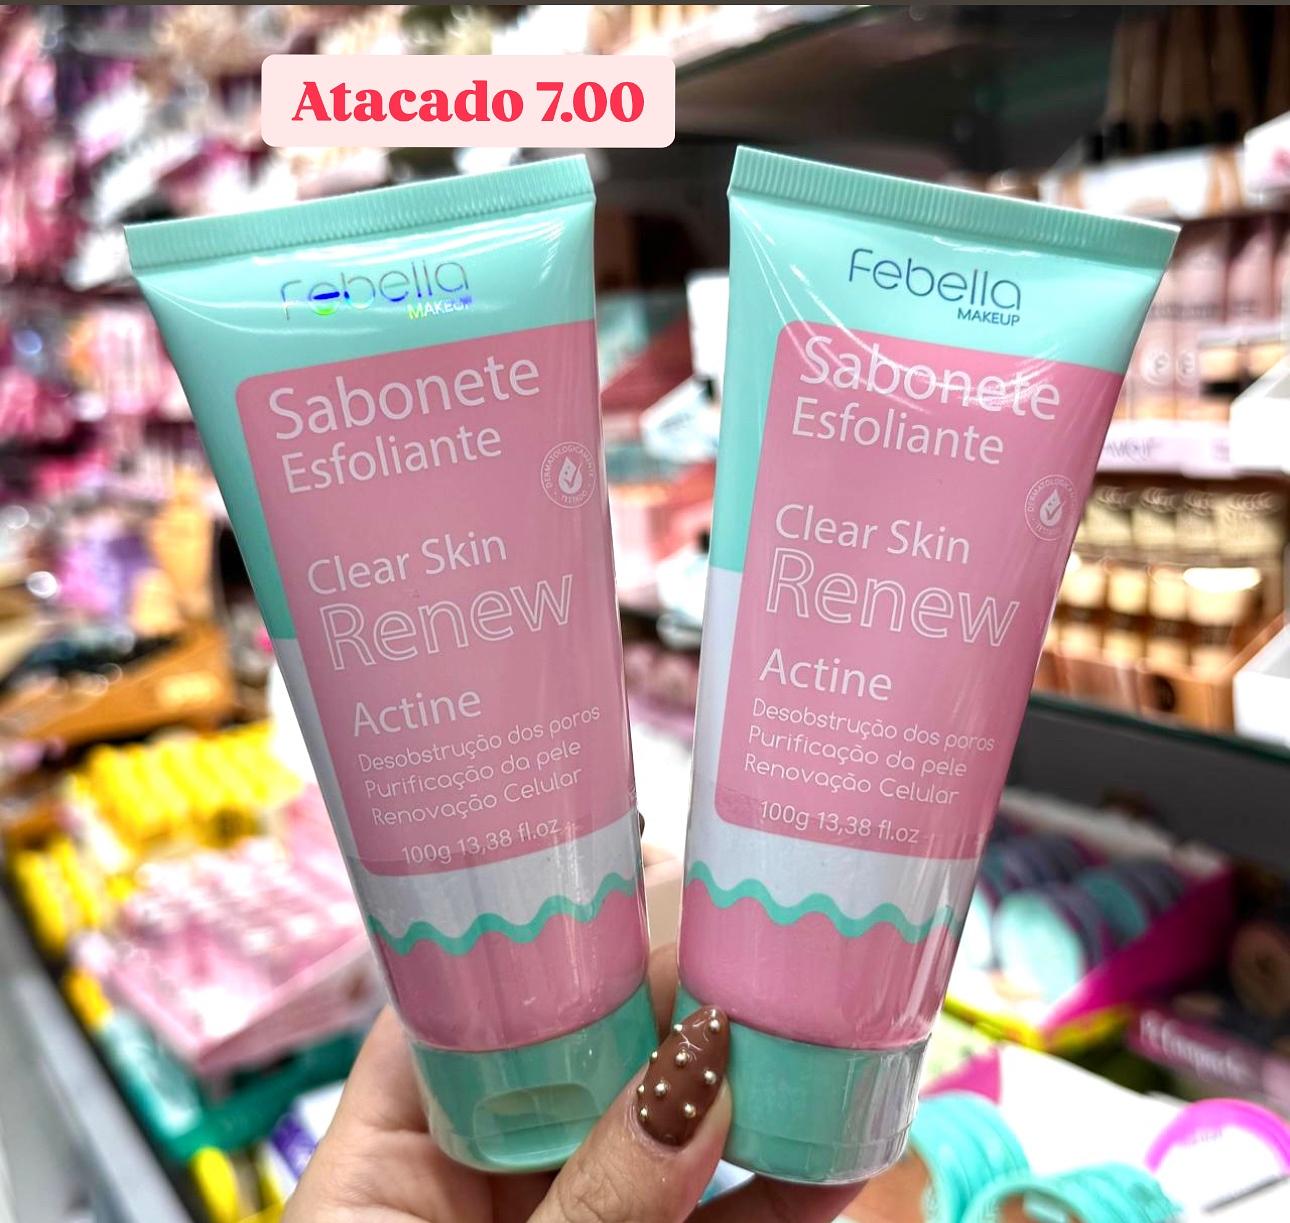 Atacado 7.00
Febella
MAKEUP
Sabonete
Esfoliante
DERMATOLOGICAMENTE
TESTADO
Clear Skin
Renew
Actine
Desobstrução dos poros
Purificação da pele
Renovação Celular
100g 13,38 fl.oz
Febella
MAKEUP
Sabonete
Esfoliante
Clear Skin
Renew
Actine
Desobstrução dos poros
Purificação da pele
Renovação Celular
100g 13,38 fl.oz